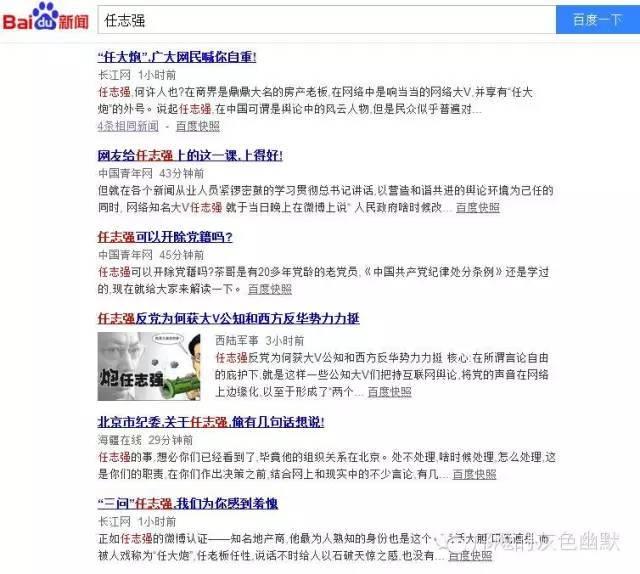 Bai du 新闻
任志强
百度一下
“任大炮”,广大网民喊你自重!
长江网 1小时前
任志强,何许人也?在商界是鼎鼎大名的房产老板,在网络中是响当当的网络大V,并享有“任大
炮”的外号。说起任志强,在中国可谓是舆论中的风云人物,但是民众似乎普遍对...
4条相同新闻 - 百度快照
网友给任志强上的这一课,上得好!
中国青年网 43分钟前
但就在各个新闻从业人员紧锣密鼓的学习贯彻总书记讲话,以营造和谐共进的舆论环境为己任的
同时, 网络知名大V任志强 就于当日晚上在微博上说“ 人民政府啥时候改... 百度快照
任志强可以开除党籍吗?
中国青年网 45分钟前
任志强可以开除党籍吗?茶哥是有20多年党龄的老党员,《中国共产党纪律处分条例》还是学过
的,现在就给大家来解读一下。 百度快照
任志强反党为何获大V公知和西方反华势力力挺
西陆军事 3小时前
任志强反党为何获大V公知和西方反华势力力挺 核心:在所谓言论自由
的庇护下,就是这样一些公知大V们把持互联网舆论,将党的声音在网络
上边缘化,以至于形成了“两个... 百度快照
炮任志强
北京市纪委,关于任志强,俺有几句话想说!
海疆在线 29分钟前
任志强的事,想必你们已经看到了,毕竟他的组织关系在北京。处不处理,啥时候处理,怎么处理,这
是你们的职责,在你们作出决策之前,结合网上和现实中的不少言论,有几... 百度快照
“三问”任志强,我们为你感到羞愧
长江网 1小时前
正如任志强的微博认证——知名地产商,他最为人熟知的身份也是这个
被人戏称为“任大炮”,任老板任性,说话不时给人以石破天惊之感,也没有...
的灰色幽默